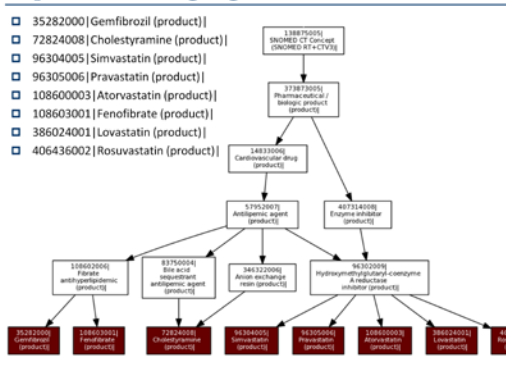 35282000|Gemfibrozil (product)|
72824008|Cholestyramine (product)|
96304005|Simvastatin (product)|
96305006|Pravastatin (product)|
108600003|Atorvastatin (product)|
108603001|Fenofibrate (product)|
386024001|Lovastatin (product)|
406436002|Rosuvastatin (product)|
138875005|
SNOMED CT Concept
(SNOMED RT+CTV3)|
373873005|
Pharmaceutical /
biologic product
(product)|
14833006|
Cardiovascular drug
(product)|
57952007|
Antilipemic agent
(product)|
407314008|
Enzyme inhibitor
(product)|
108602006|
Fibrate
antihyperlipidemic
(product)|
83750004|
Bile acid
sequestrant
antilipemic agent
(product)|
346322006|
Anion exchange
resin (product)|
96302009|
Hydroxymethylglutaryl-coenzyme
A reductase
inhibitor (product)|
35282000|
Gemfibrozil
(product)|
108603001|
Fenofibrate
(product)|
72824008|
Cholestyramine
(product)|
96304005|
Simvastatin
(product)|
96305006|
Pravastatin
(product)|
108600003|
Atorvastatin
(product)|
386024001|
Lovastatin
(product)|